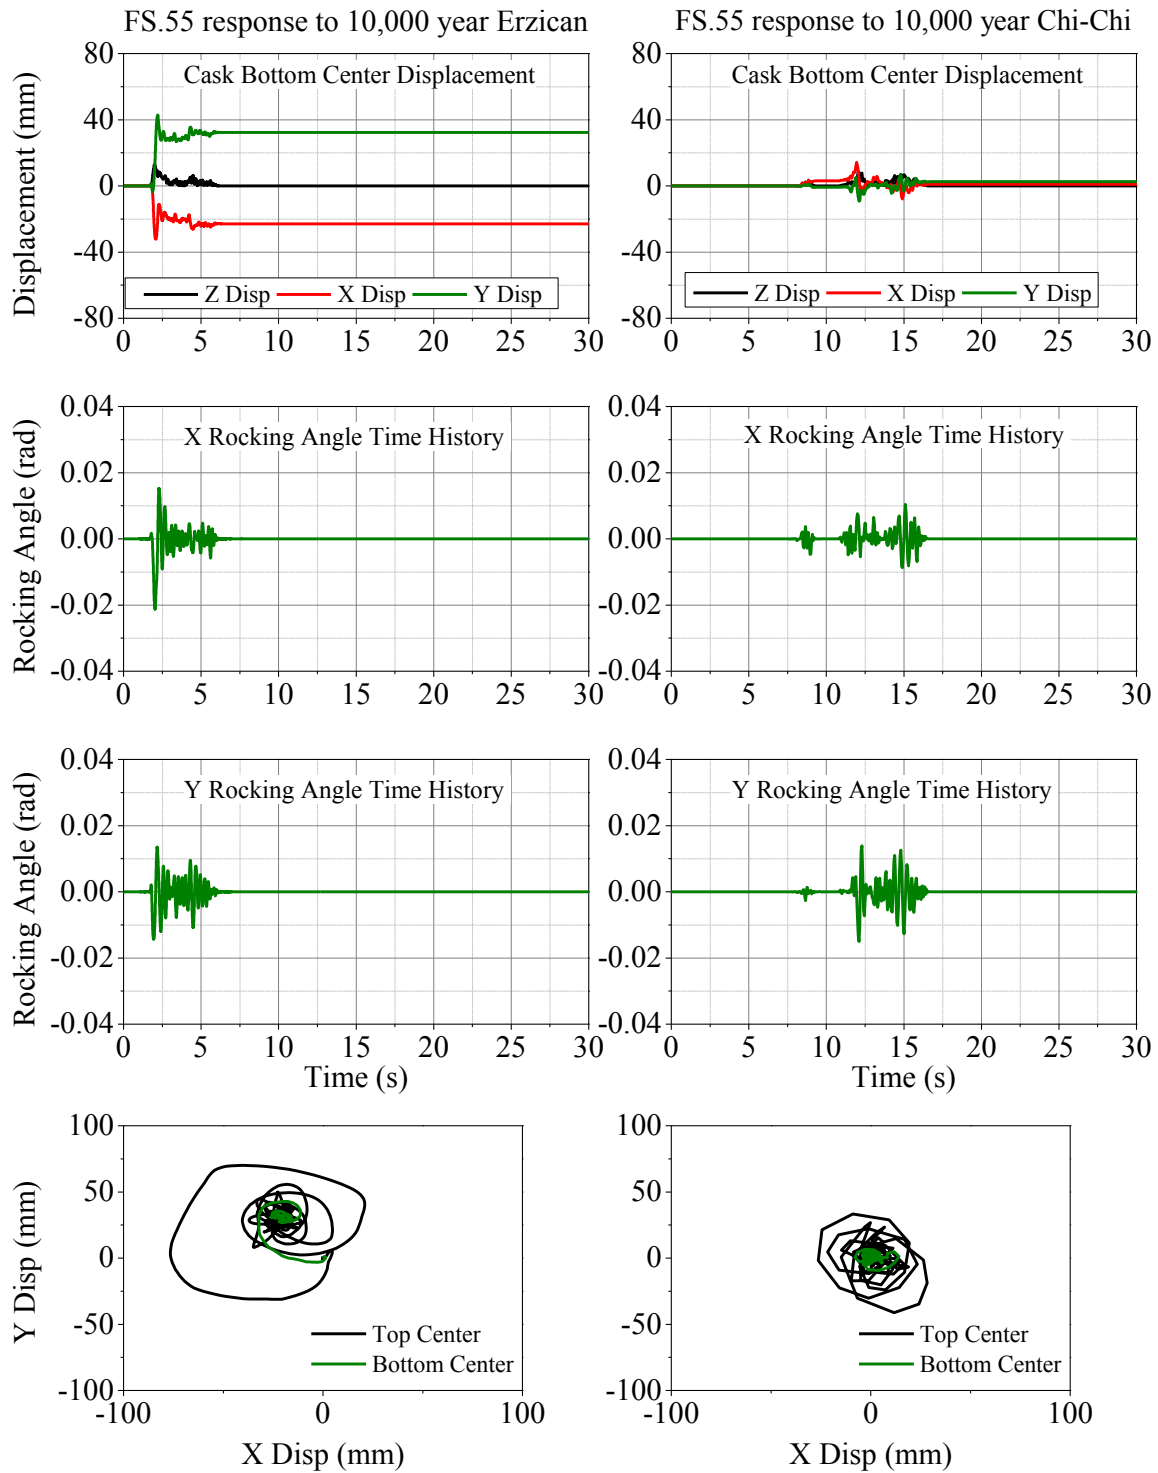 FS.55 response to 10,000 year Erzican
FS.55 response to 10,000 year Chi-Chi
Displacement (mm)
80
40
0
-40
-80
Cask Bottom Center Displacement
Z Disp X Disp Y Disp
0 5 10 15 20 25 30
80
40
0
-40
-80
Cask Bottom Center Displacement
Z Disp X Disp Y Disp
0 5 10 15 20 25 30
Rocking Angle (rad)
0.04
0.02
0.00
-0.02
-0.04
X Rocking Angle Time History
0 5 10 15 20 25 30
0.04
0.02
0.00
-0.02
-0.04
X Rocking Angle Time History
0 5 10 15 20 25 30
Rocking Angle (rad)
0.04
0.02
0.00
-0.02
-0.04
Y Rocking Angle Time History
0 5 10 15 20 25 30
Time (s)
0.04
0.02
0.00
-0.02
-0.04
Y Rocking Angle Time History
0 5 10 15 20 25 30
Time (s)
Y Disp (mm)
100
50
0
-50
-100
Top Center
Bottom Center
-100 0 100
X Disp (mm)
100
50
0
-50
-100
Top Center
Bottom Center
-100 0 100
X Disp (mm)